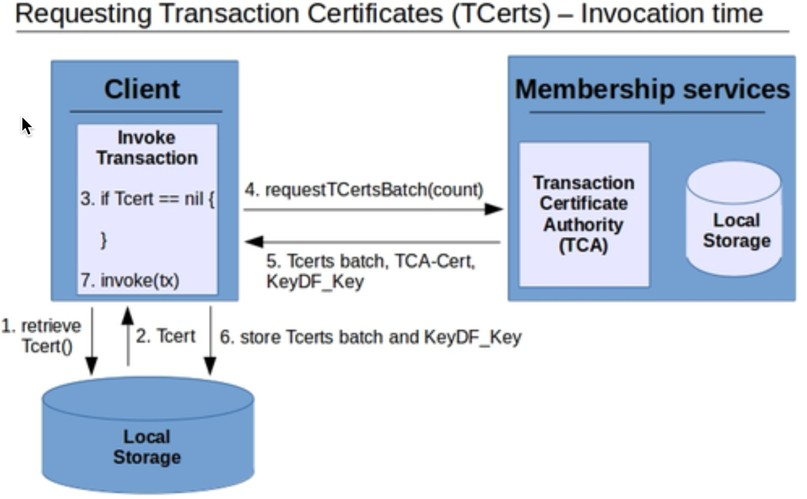 Requesting Transaction Certificates (TCerts) – Invocation time
Client
Invoke
Transaction
3. if Tcert == nil {
}
7. invoke(tx)
4. requestTCertsBatch(count)
5. Tcerts batch, TCA-Cert,
KeyDF_Key
Membership services
Transaction
Certificate
Authority
(TCA)
Local
Storage
1. retrieve
Tcert()
2. Tcert
6. store Tcerts batch and KeyDF_Key
Local
Storage